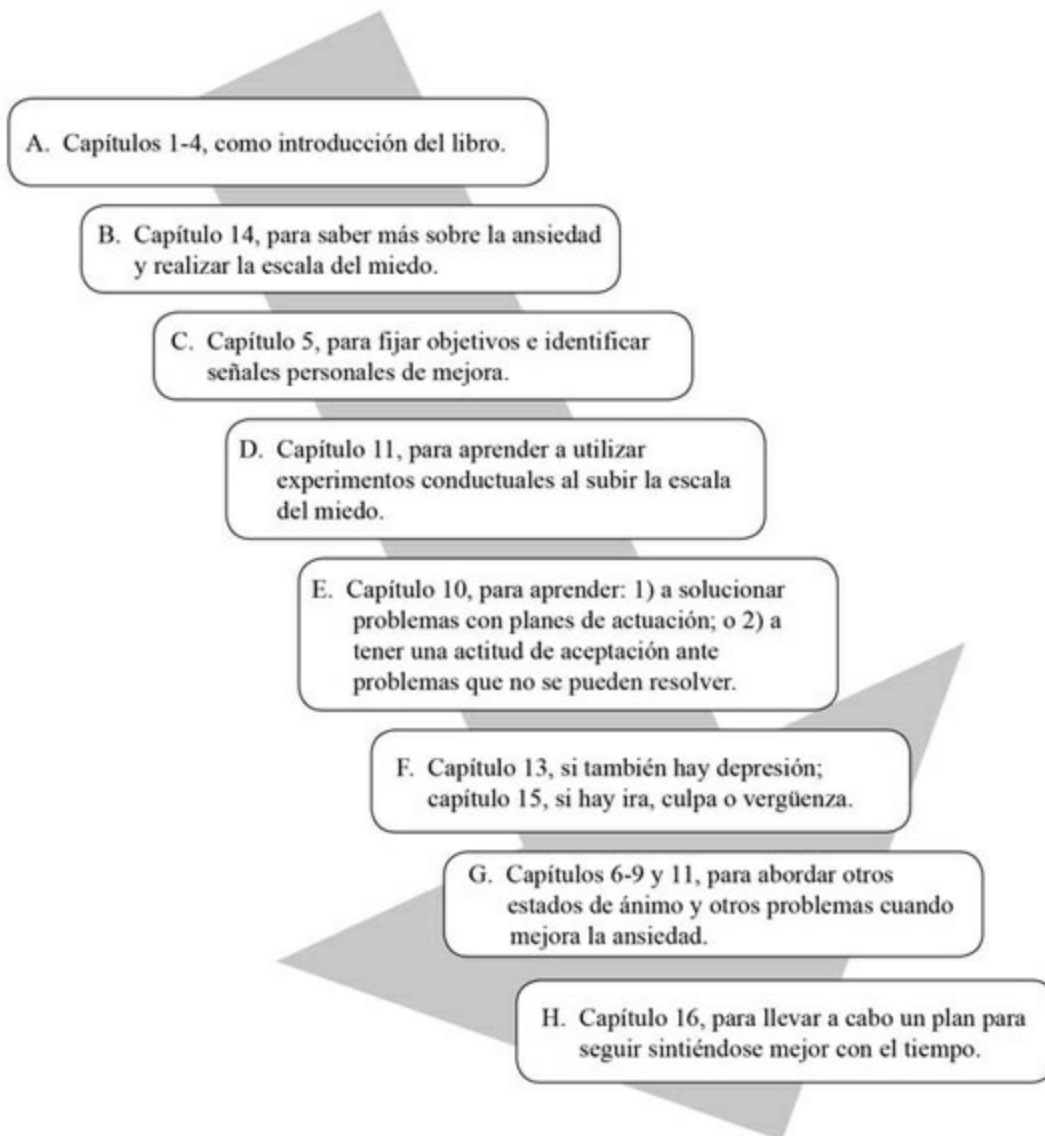 A. Capítulos 1-4, como introducción del libro.
B. Capítulo 14, para saber más sobre la ansiedad
y realizar la escala del miedo.
C. Capítulo 5, para fijar objetivos e identificar
señales personales de mejora.
D. Capítulo 11, para aprender a utilizar
experimentos conductuales al subir la escala
del miedo.
E. Capítulo 10, para aprender: 1) a solucionar
problemas con planes de actuación; o 2) a
tener una actitud de aceptación ante
problemas que no se pueden resolver.
F. Capítulo 13, si también hay depresión;
capítulo 15, si hay ira, culpa o vergüenza.
G. Capítulos 6-9 y 11, para abordar otros
estados de ánimo y otros problemas cuando
mejora la ansiedad.
H. Capítulo 16, para llevar a cabo un plan para
seguir sintiéndose mejor con el tiempo.